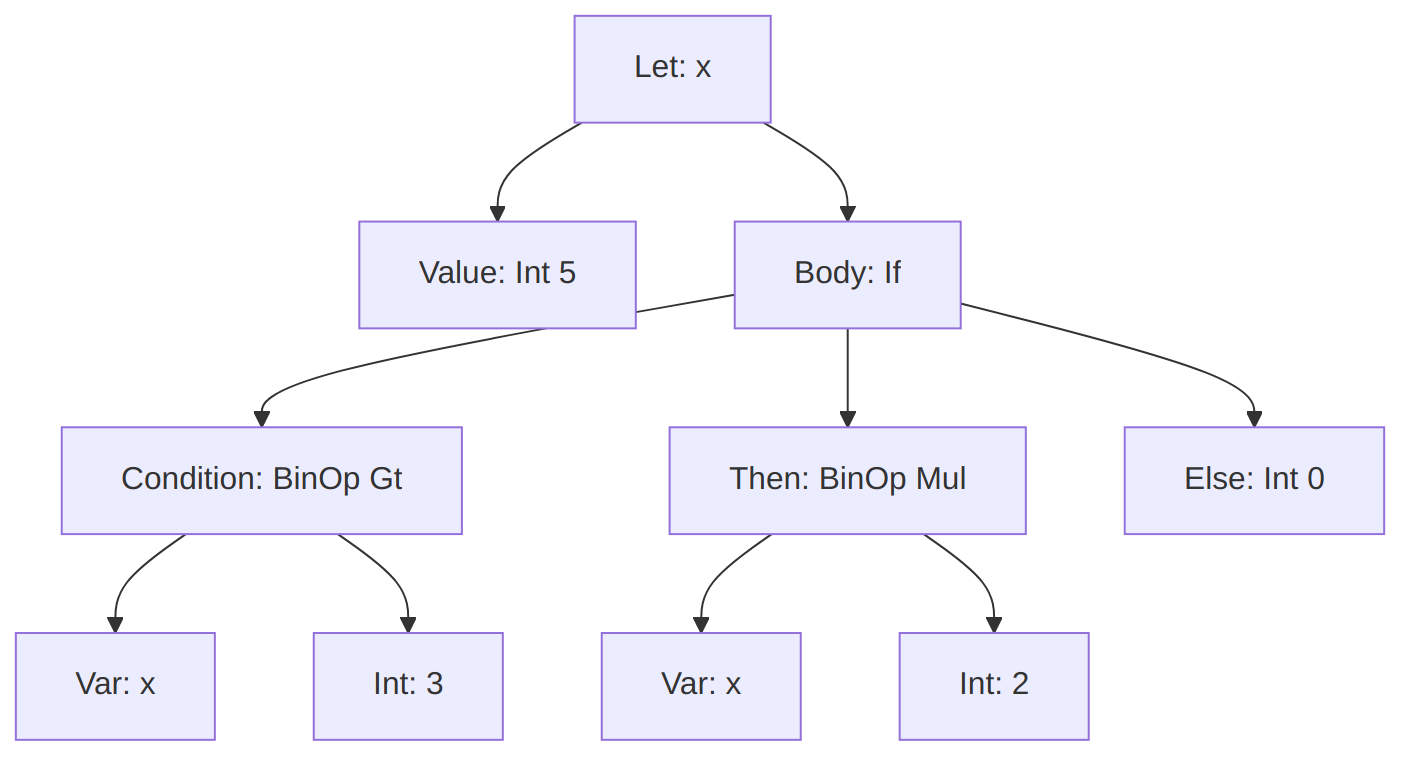 Let: x
Value: Int 5
Body: If
Condition: BinOp Gt
Then: BinOp Mul
Else: Int 0
Var: x
Int: 3
Var: x
Int: 2